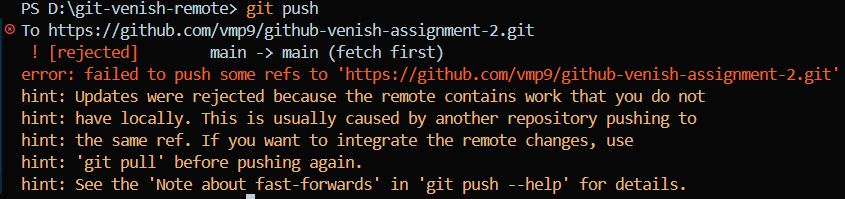 PS D:\git-venish-remote> git push
To https://github.com/vmp9/github-venish-assignment-2.git
 ! [rejected]        main -> main (fetch first)
error: failed to push some refs to 'https://github.com/vmp9/github-venish-assignment-2.git'
hint: Updates were rejected because the remote contains work that you do not
hint: have locally. This is usually caused by another repository pushing to
hint: the same ref. If you want to integrate the remote changes, use
hint: 'git pull' before pushing again.
hint: See the 'Note about fast-forwards' in 'git push --help' for details.